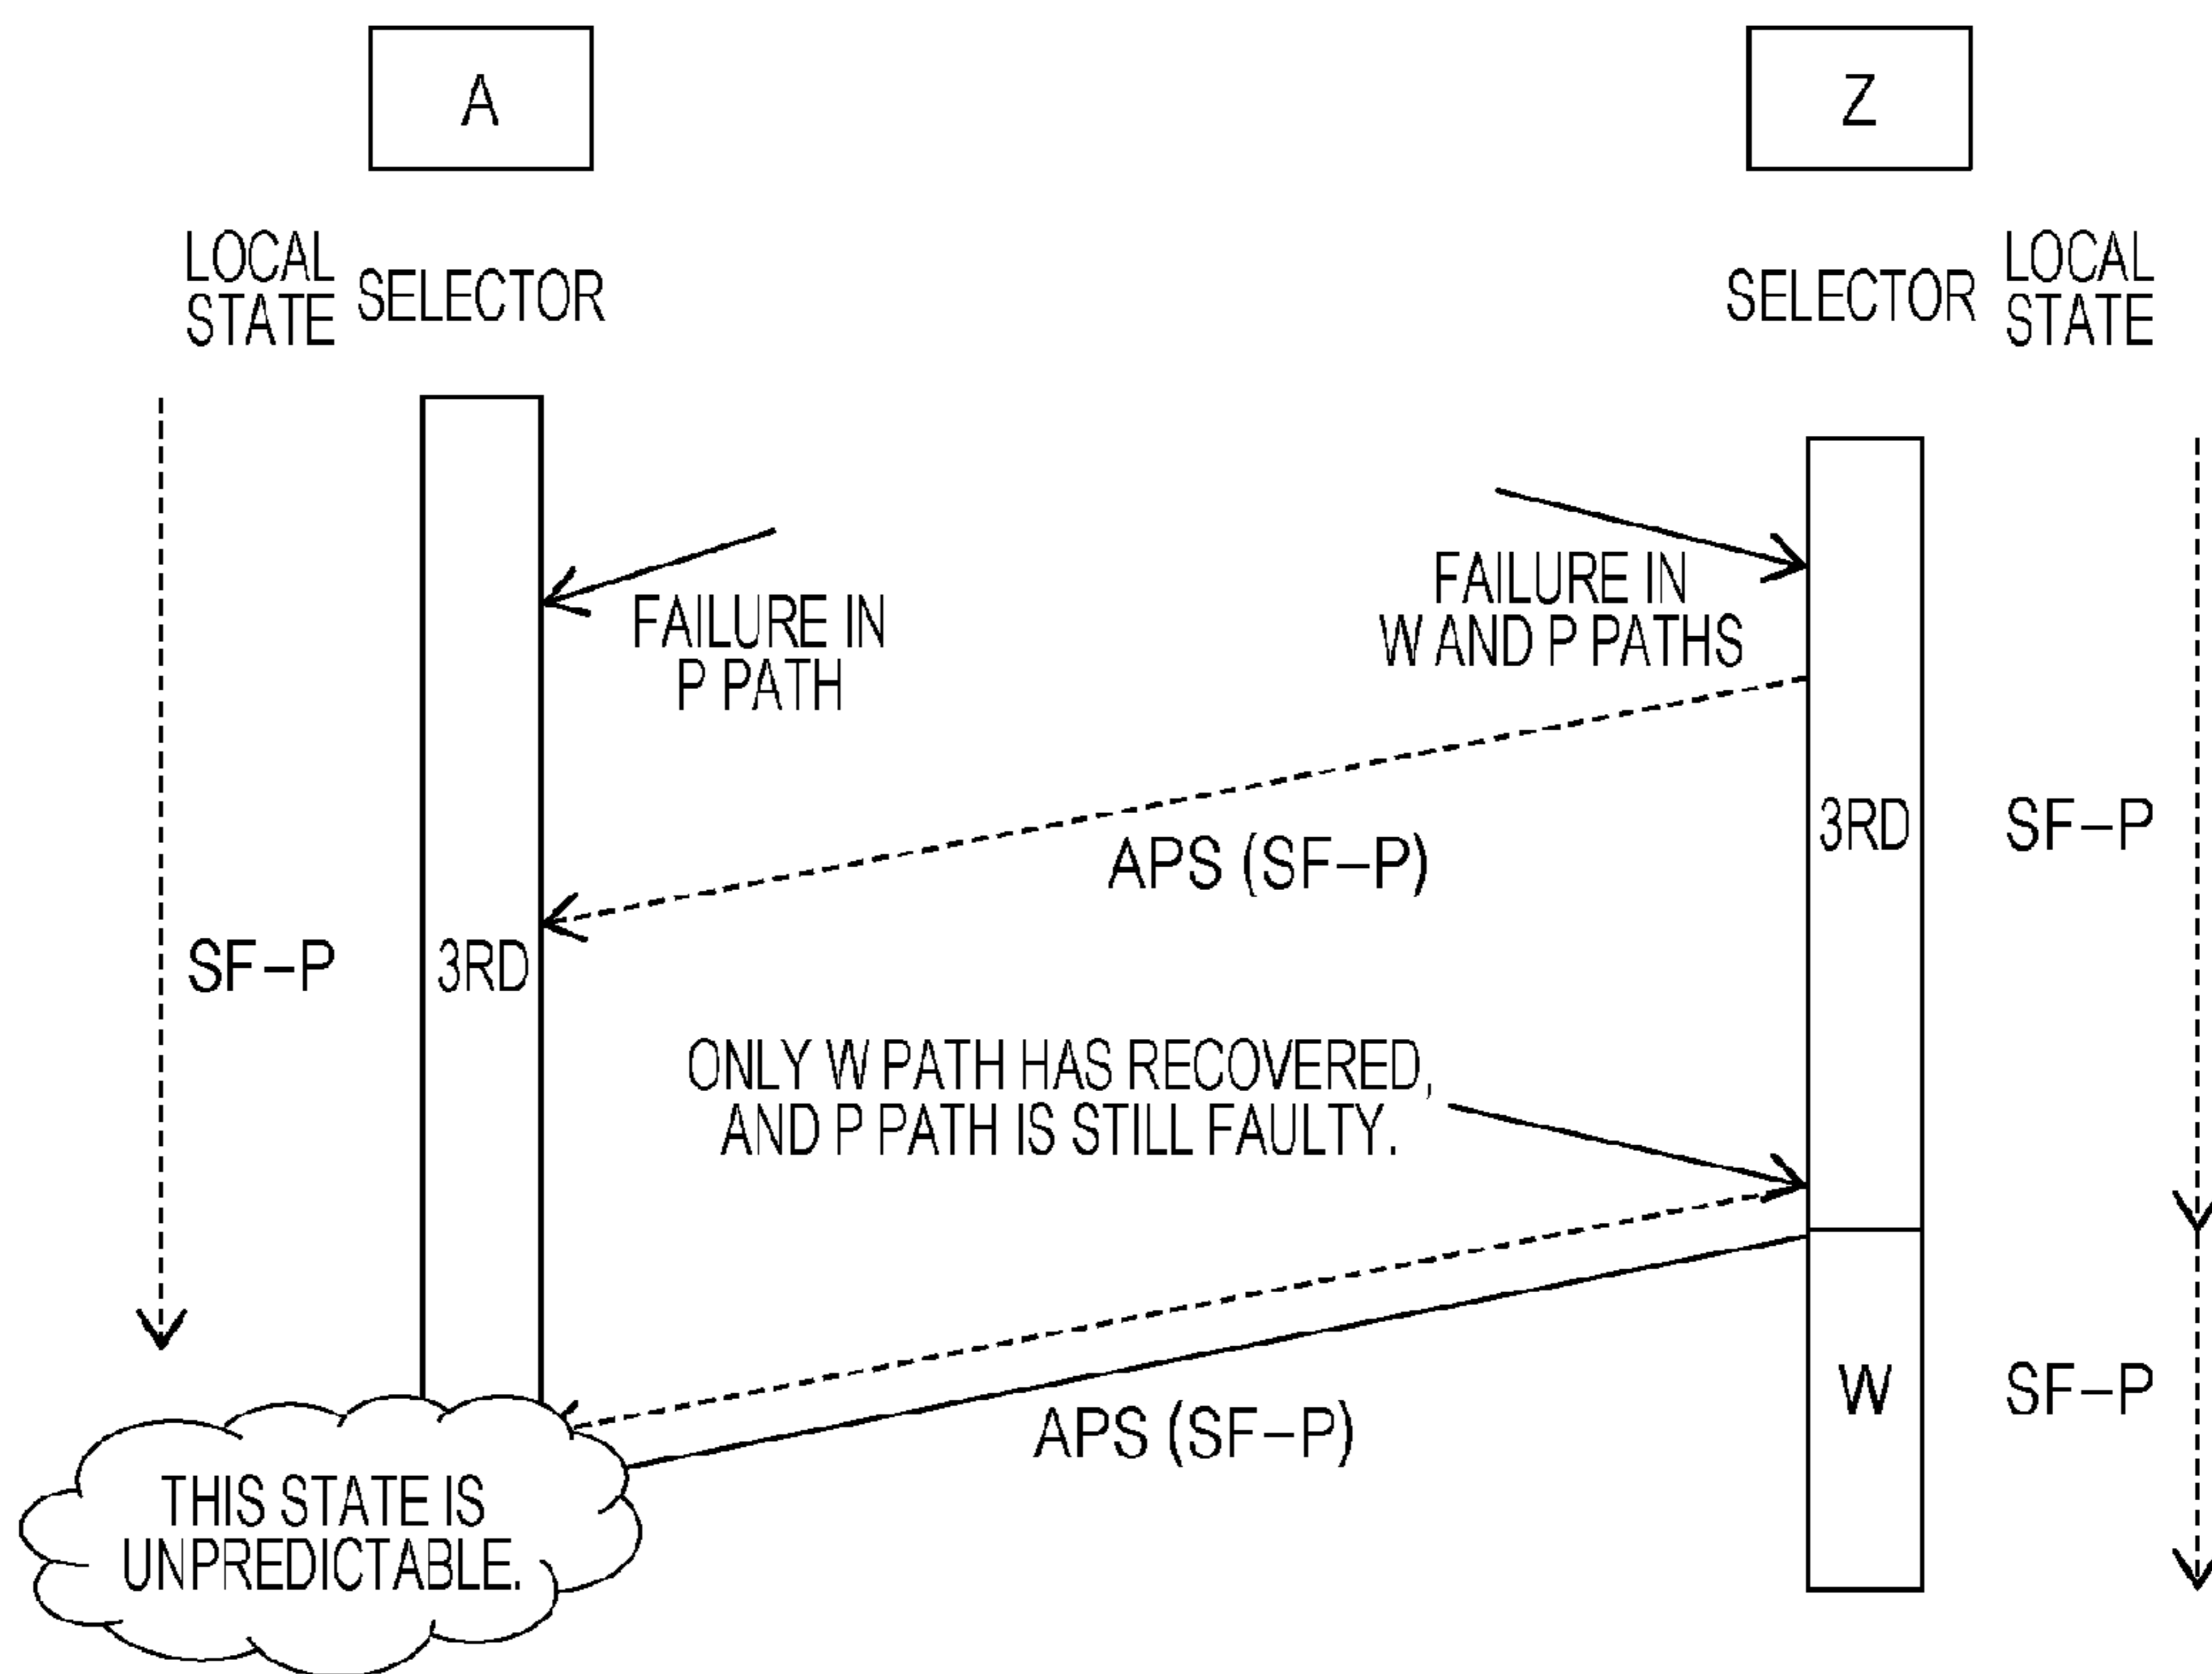 A
Z
LOCAL
STATE
SELECTOR
SELECTOR
LOCAL
STATE
FAILURE IN
P PATH
FAILURE IN
W AND P PATHS
APS (SF-P)
3RD
SF-P
SF-P
3RD
ONLY W PATH HAS RECOVERED,
AND P PATH IS STILL FAULTY.
APS (SF-P)
W
SF-P
THIS STATE IS
UNPREDICTABLE.